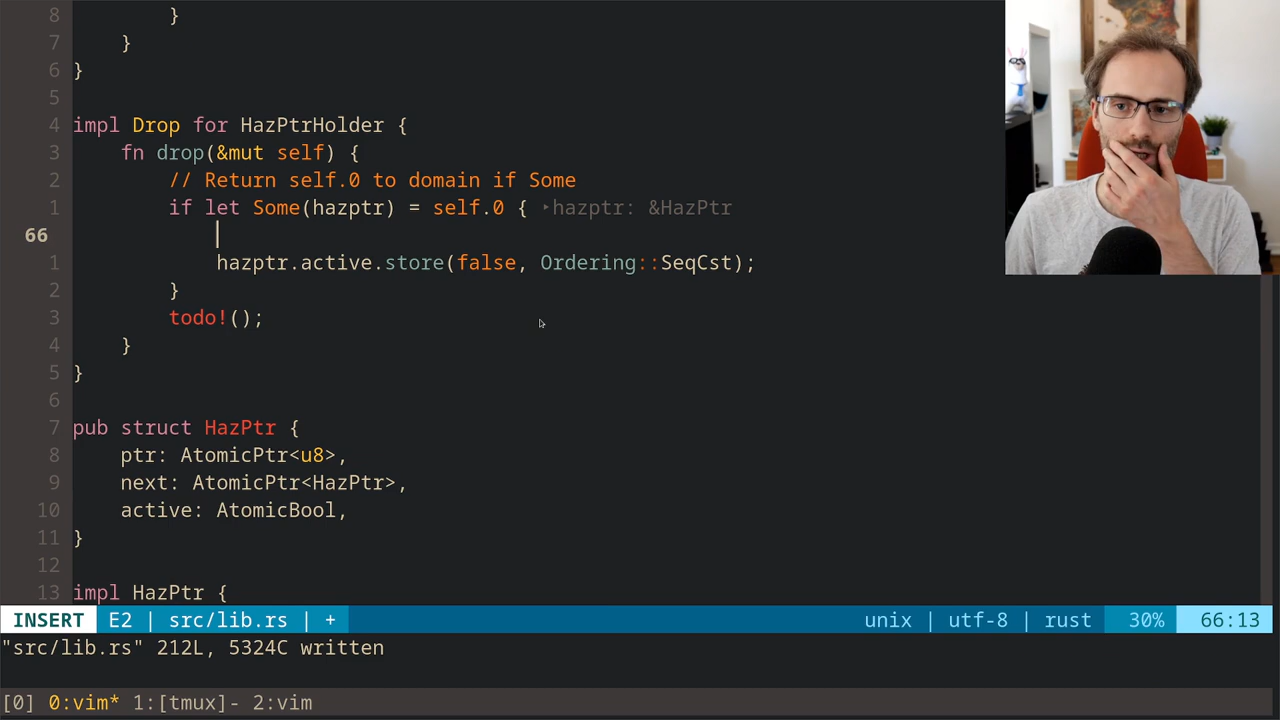 8 }
7 }
6 }
5
4 impl Drop for HazPtrHolder {
3 fn drop(&mut self) {
2 // Return self.0 to domain if Some
1 if let Some(hazptr) = self.0 { ‣hazptr: &HazPtr
66
1 hazptr.active.store(false, Ordering::SeqCst);
2 }
3 todo!();
4 }
5 }
6
7 pub struct HazPtr {
8 ptr: AtomicPtr<u8>,
9 next: AtomicPtr<HazPtr>,
10 active: AtomicBool,
11 }
12
13 impl HazPtr {
INSERT E2 | src/lib.rs | + unix | utf-8 | rust 30% 66:13
"src/lib.rs" 212L, 5324C written
[0] 0:vim* 1:[tmux]- 2:vim